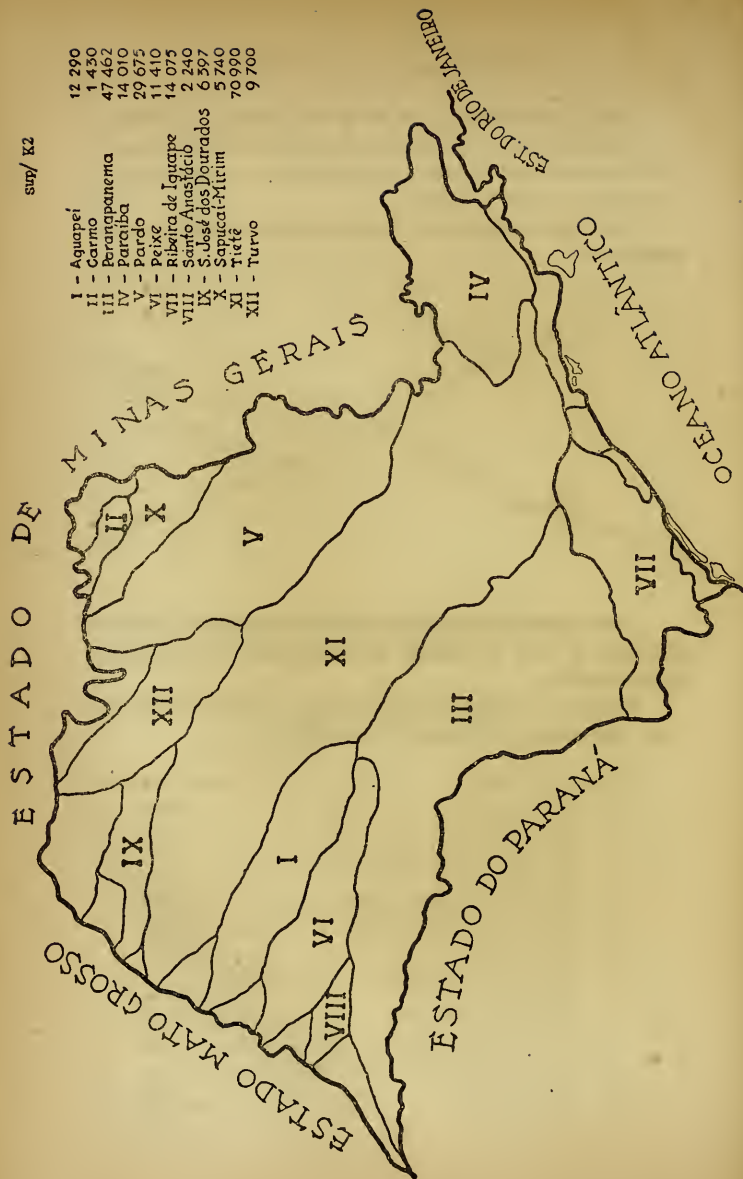 sup/ K2
I - Aguapeí 12 290
II - Carmo 1 430
III - Paranapanema 47 462
IV - Paraíba 14 010
V - Pardo 29 675
VI - Peixe 11 410
VII - Ribeira de Iguape 14 075
VIII - Santo Anastácio 2 240
IX - S. José dos Dourados 6 397
X - Sapucaí-Mirim 5 740
XI - Tietê 70 990
XII - Turvo 9 700
ESTADO DE MINAS GERAIS
EST. DO RIO DE JANEIRO
OCEANO ATLÂNTICO
ESTADO DO PARANÁ
ESTADO MATO GROSSO
II
X
V
XII
IX
XI
IV
I
VI
VIII
III
VII